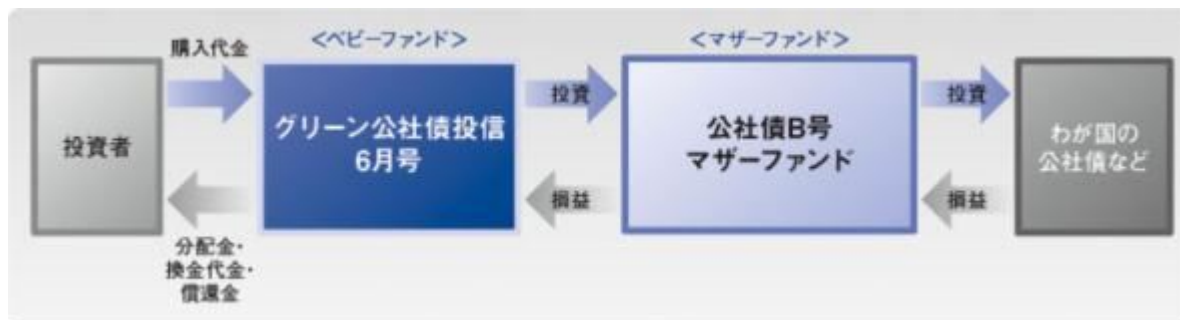 購入代金
<ベビーファンド>
<マザーファンド>
投資者
グリーン公社債投信
6月号
投資
公社債B号
マザーファンド
投資
わが国の
公社債など
損益
損益
分配金・
換金代金・
償還金